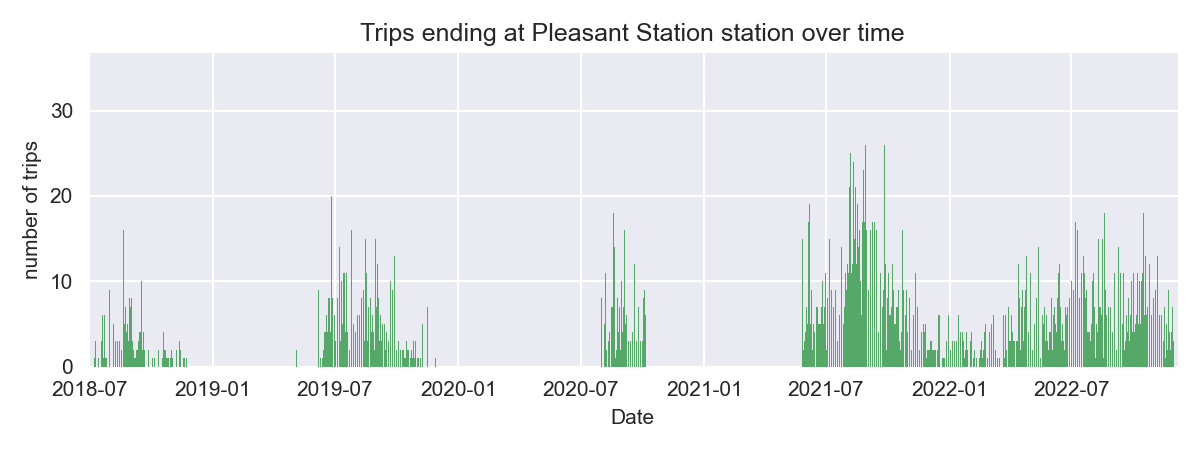 Trips ending at Pleasant Station station over time
number of trips
30
20
10
0
2018-07 2019-01 2019-07 2020-01 2020-07 2021-01 2021-07 2022-01 2022-07
Date